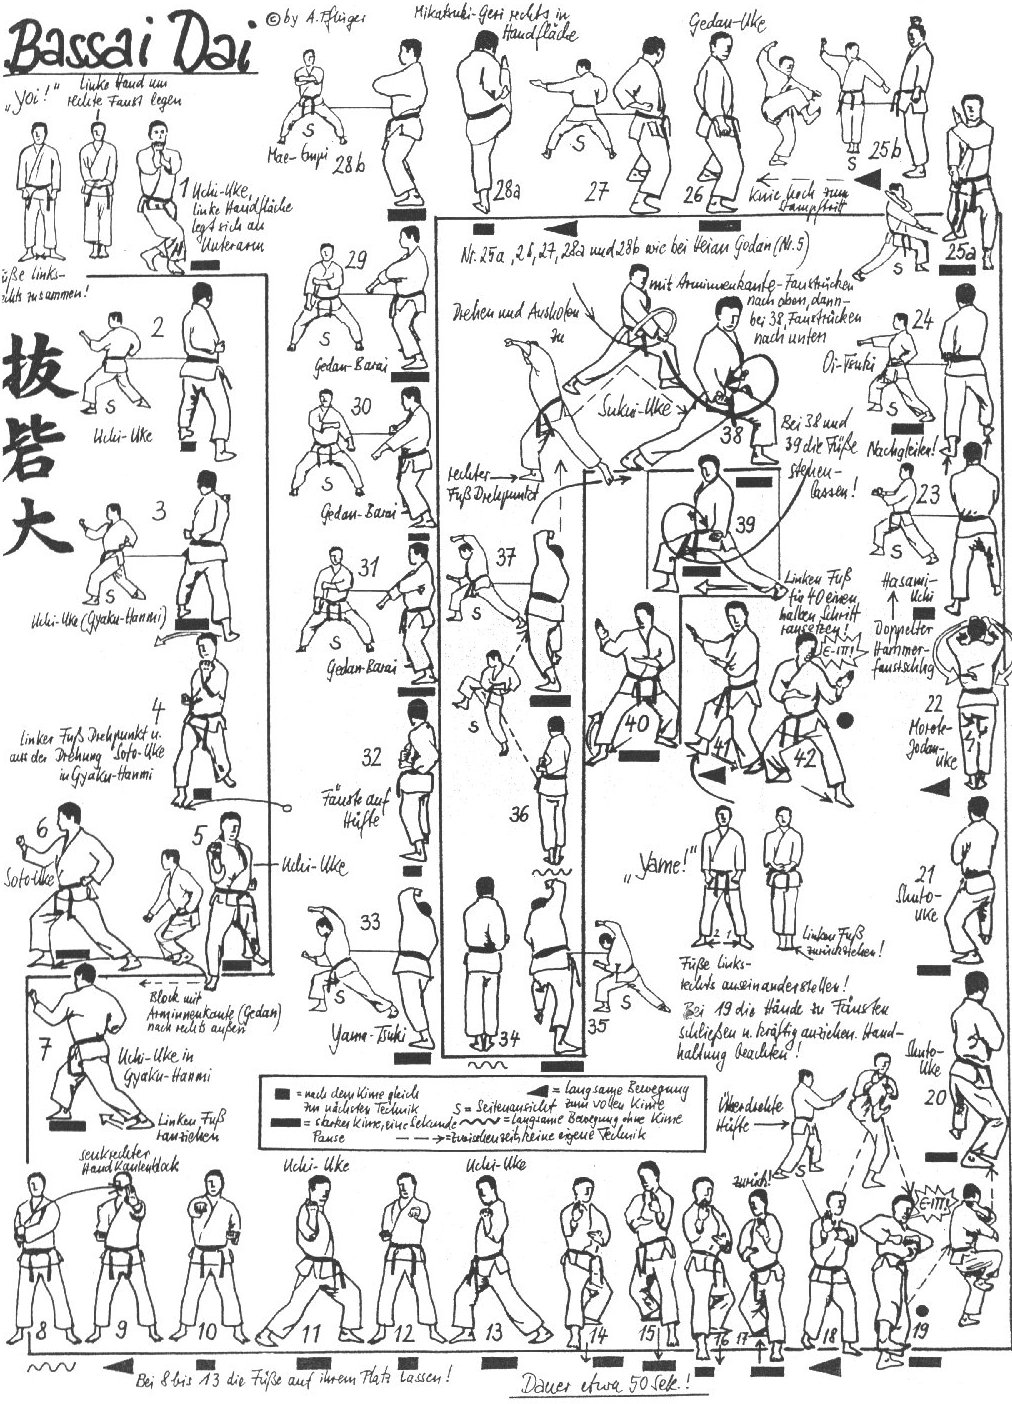 Bassai Dai
© by A. Pflüger
"Yoi!"
linke Hand um
rechte Faust legen
1 Uchi-Uke,
linke Handfläche
legt sich an
Unterarm
Füße links-
rechts zusammen!
抜
砦
大
2
S
Uchi-Uke
3
S
Uchi-Uke (Gyaku-Hanmi)
4
Linker Fuß Drehpunkt u.
aus der Drehung Soto-Uke
in Gyaku-Hanmi
5
Uchi-Uke
6
Soto-Uke
Block mit
Arminnenkante (Gedan)
nach rechts außen
7
Uchi-Uke in
Gyaku-Hanmi
Linken Fuß
ranziehen
senkrechter
Handkantenblock
8
9
10
Uchi-Uke
11
12
Uchi-Uke
13
14
15
16
zurück!
17
18
E-IT!
19
Bei 8 bis 13 die Füße auf ihrem Platz lassen!
Dauer etwa 50 Sek.!
Überdrehte
Hüfte
S
Shuto-
Uke
20
21
Shuto-
Uke
22
Morote-
Jodan-
Uke
23
S
Hasami-
Uchi
Doppelter
Hammer-
faustschlag
24
Oi-Tsuki
S
Nachgleiten!
25a
S
25b
S
Knie hoch zum
Stampftritt
Gedan-Uke
26
27
S
Mikatsuki-Geri rechts in
Handfläche
28a
Mae-Empi
28b
S
Nr. 25a, 26, 27, 28a und 28b wie bei Heian Godan (Nr. 5)
29
S
Gedan-Barai
30
S
Gedan-Barai
31
S
Gedan-Barai
32
Fäuste auf
Hüfte
33
S
Yama-Tsuki
34
35
S
36
37
S
S
Drehen und Ausholen
zu
mit Arminnenkante-Faustrücken
nach oben, dann
bei 38, Faustrücken
nach unten
Sukui-Uke
38
rechter
Fuß Drehpunkt
Bei 38 und
39 die Füße
stehen-
lassen!
39
Linken Fuß
für 40 einen
halben Schritt
ransetzen!
40
41
E-IT!
42
"Yame!"
2 1
Linken Fuß
zurückziehen!
Füße links-
rechts auseinanderstellen!
Bei 19 die Hände zu Fäusten
schließen u. kräftig anziehen. Hand-
haltung beachten!
= nach dem Kime gleich
zur nächsten Technik
= starkes Kime, eine Sekunde
Pause
= langsame Bewegung
zum vollen Kime
S = Seitenansicht
= langsame Bewegung ohne Kime
= Zwischenzeit, keine eigene Technik